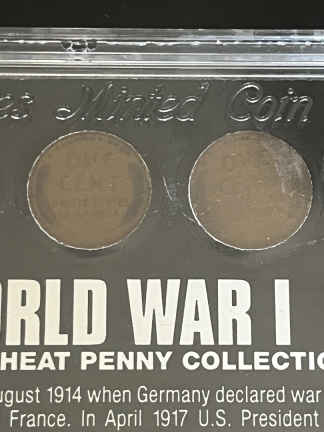 es Minted Coin
ONE CENT
ONE CENT
ORLD WAR I
HEAT PENNY COLLECTIO
ugust 1914 when Germany declared war
France. In April 1917 U.S. President